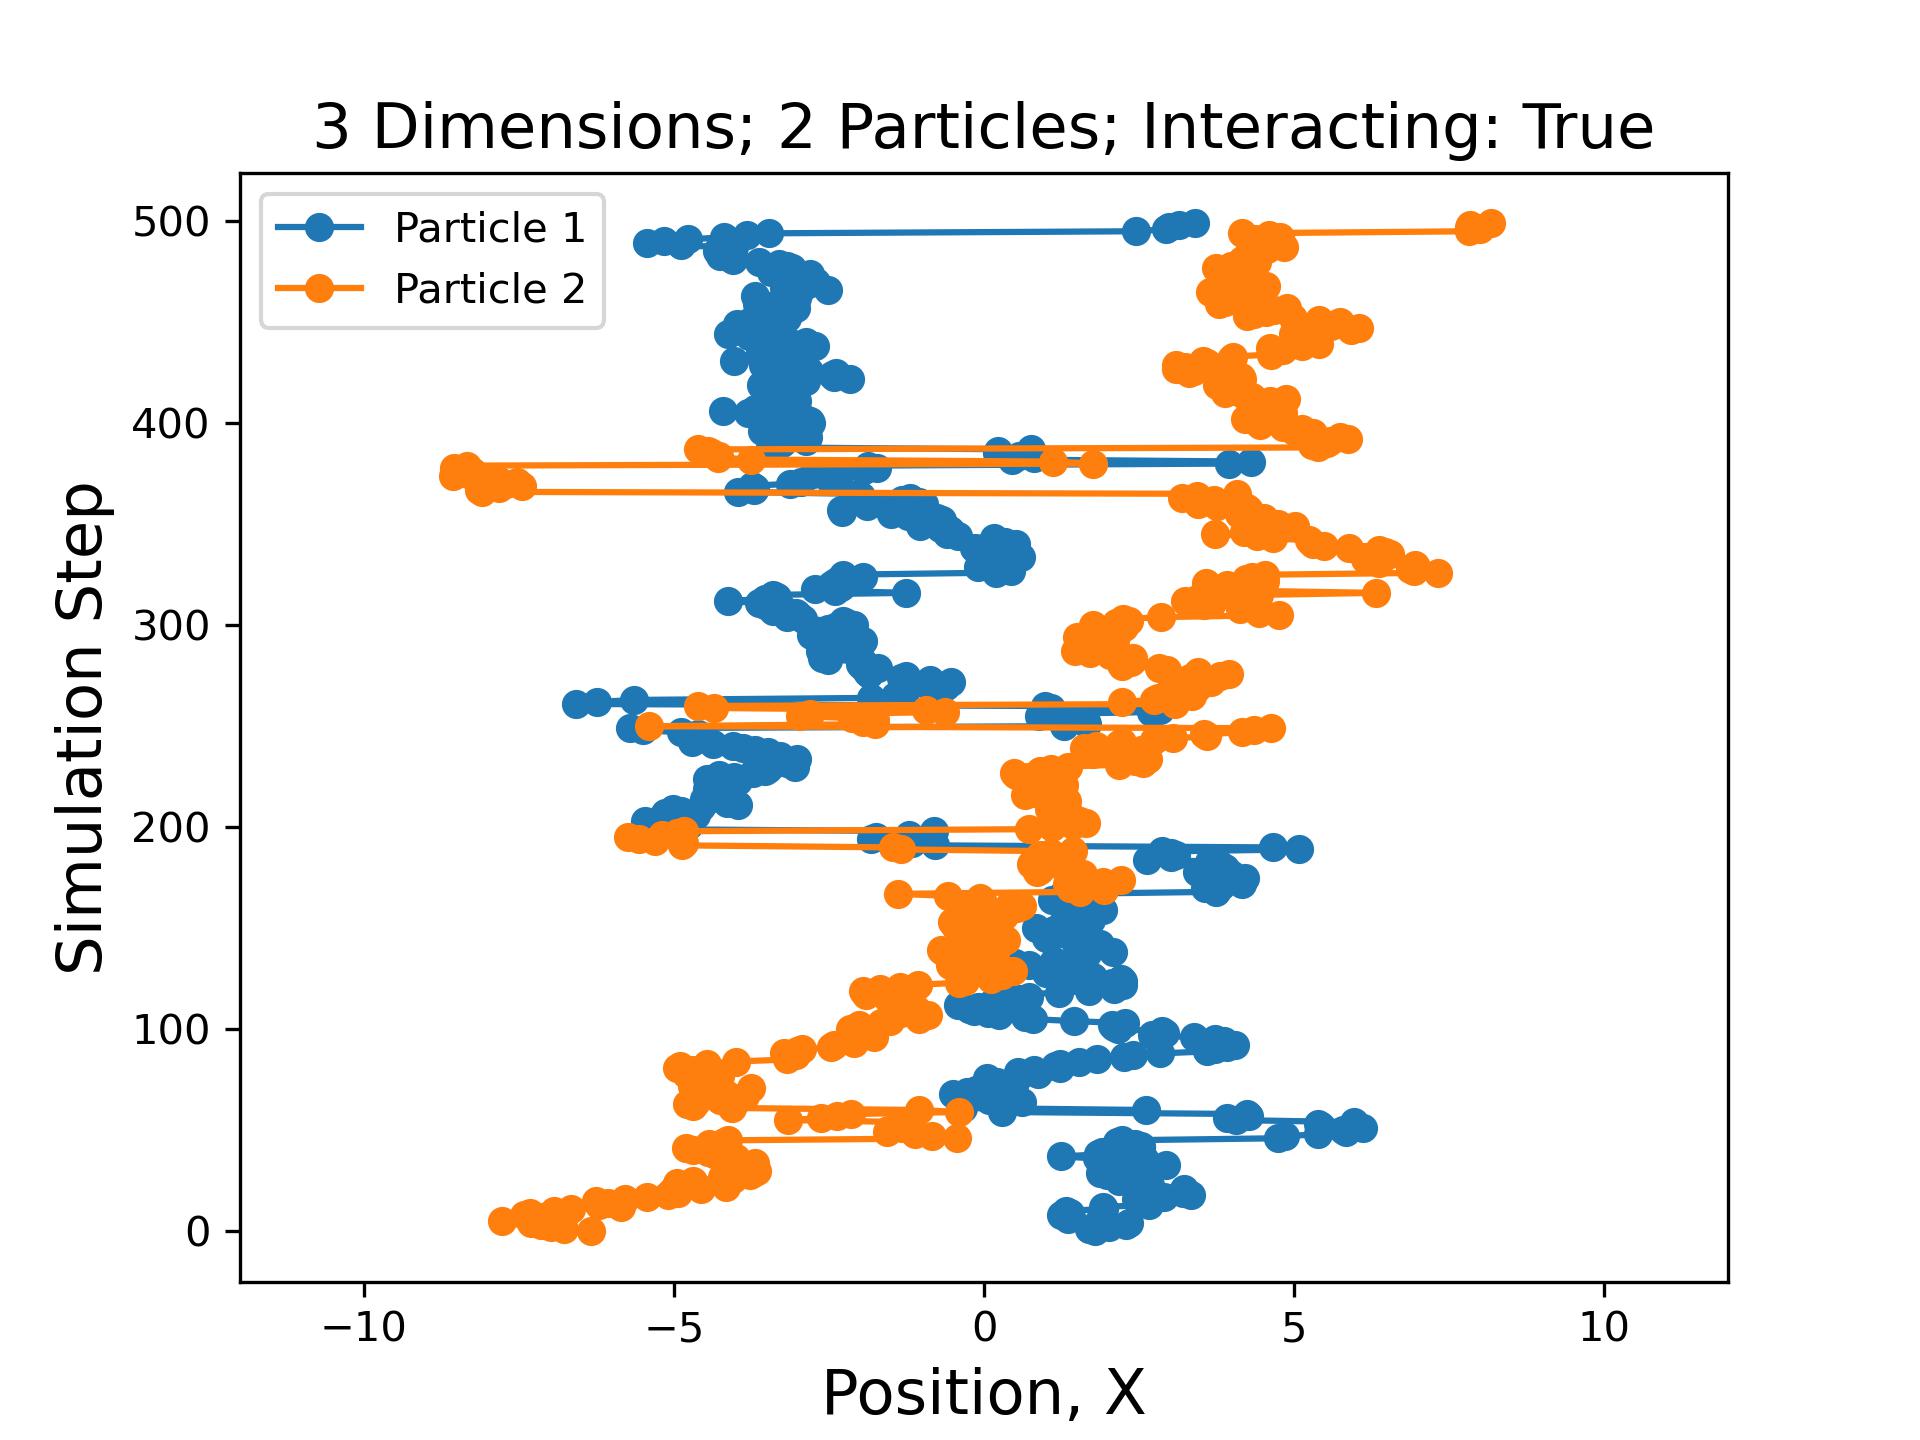 3 Dimensions; 2 Particles; Interacting: True
Particle 1
Particle 2
Simulation Step
500
400
300
200
100
0
−10
−5
0
5
10
Position, X